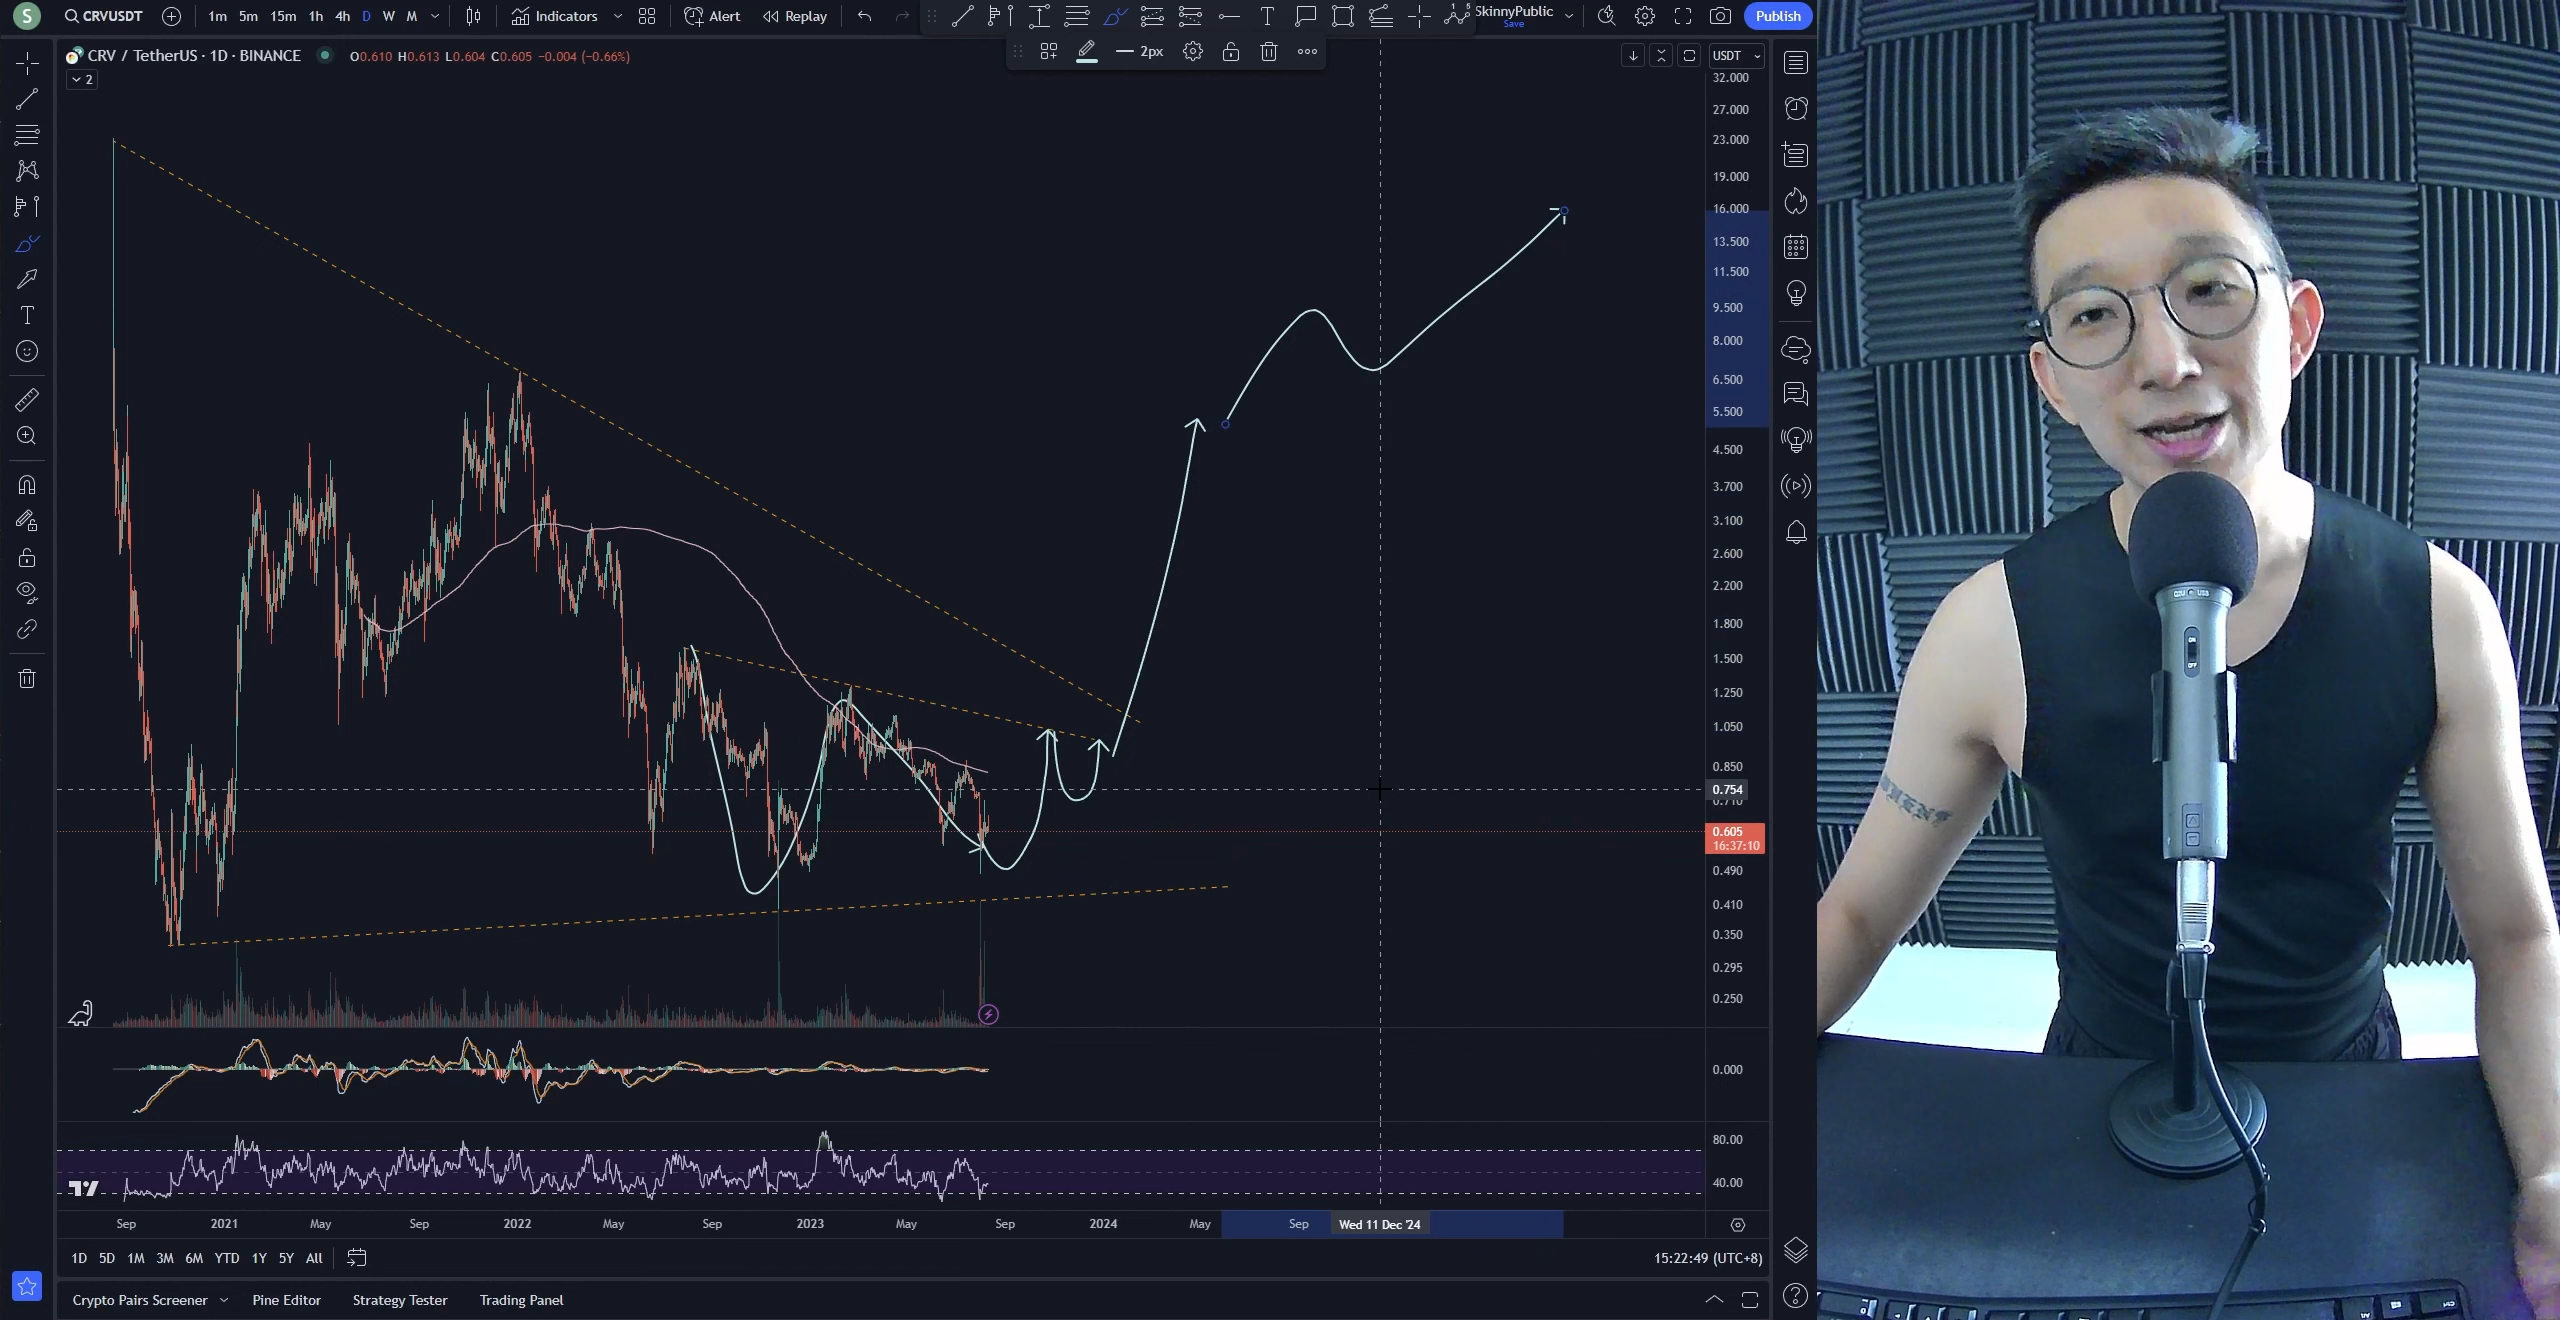 S
CRVUSDT
1m 5m 15m 1h 4h D W M
Indicators
Alert
Replay
SkinnyPublic
Save
Publish
CRV / TetherUS · 1D · BINANCE O0.610 H0.613 L0.604 C0.605 −0.004 (−0.66%)
2px
USDT
2
32.000
27.000
23.000
19.000
16.000
13.500
11.500
9.500
8.000
6.500
5.500
4.500
3.700
3.100
2.600
2.200
1.800
1.500
1.250
1.050
0.850
0.754
0.710
0.605
16:37:10
0.490
0.410
0.350
0.295
0.250
0.000
80.00
40.00
Sep 2021 May Sep 2022 May Sep 2023 May Sep 2024 May Sep Wed 11 Dec '24
1D 5D 1M 3M 6M YTD 1Y 5Y All
15:22:49 (UTC+8)
Crypto Pairs Screener Pine Editor Strategy Tester Trading Panel
ON
OFF